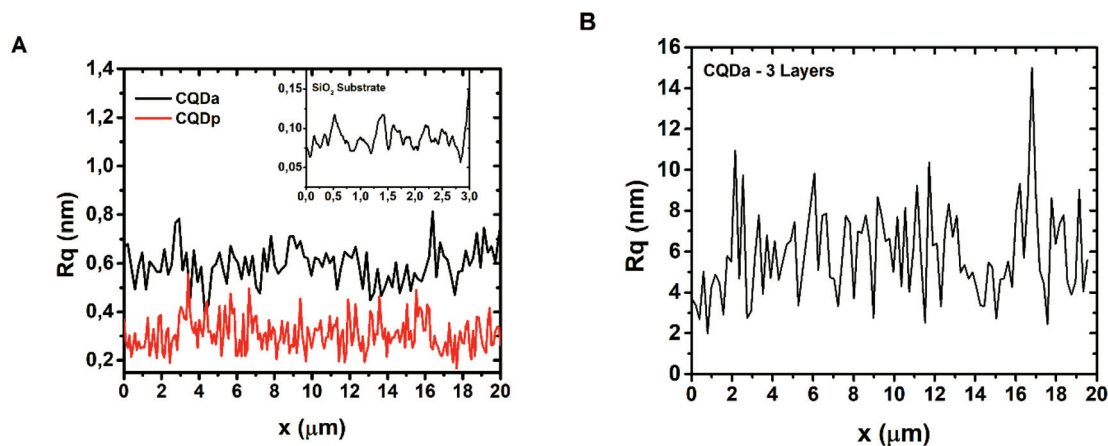 A
B
1,4
1,2
1,0
0,8
0,6
0,4
0,2
Rq (nm)
CQDa
CQDp
SiO₂ Substrate
0,15
0,10
0,05
0,0 0,5 1,0 1,5 2,0 2,5 3,0
0 2 4 6 8 10 12 14 16 18 20
x (μm)
16
14
12
10
8
6
4
2
0
Rq (nm)
CQDa - 3 Layers
0 2 4 6 8 10 12 14 16 18 20
x (μm)